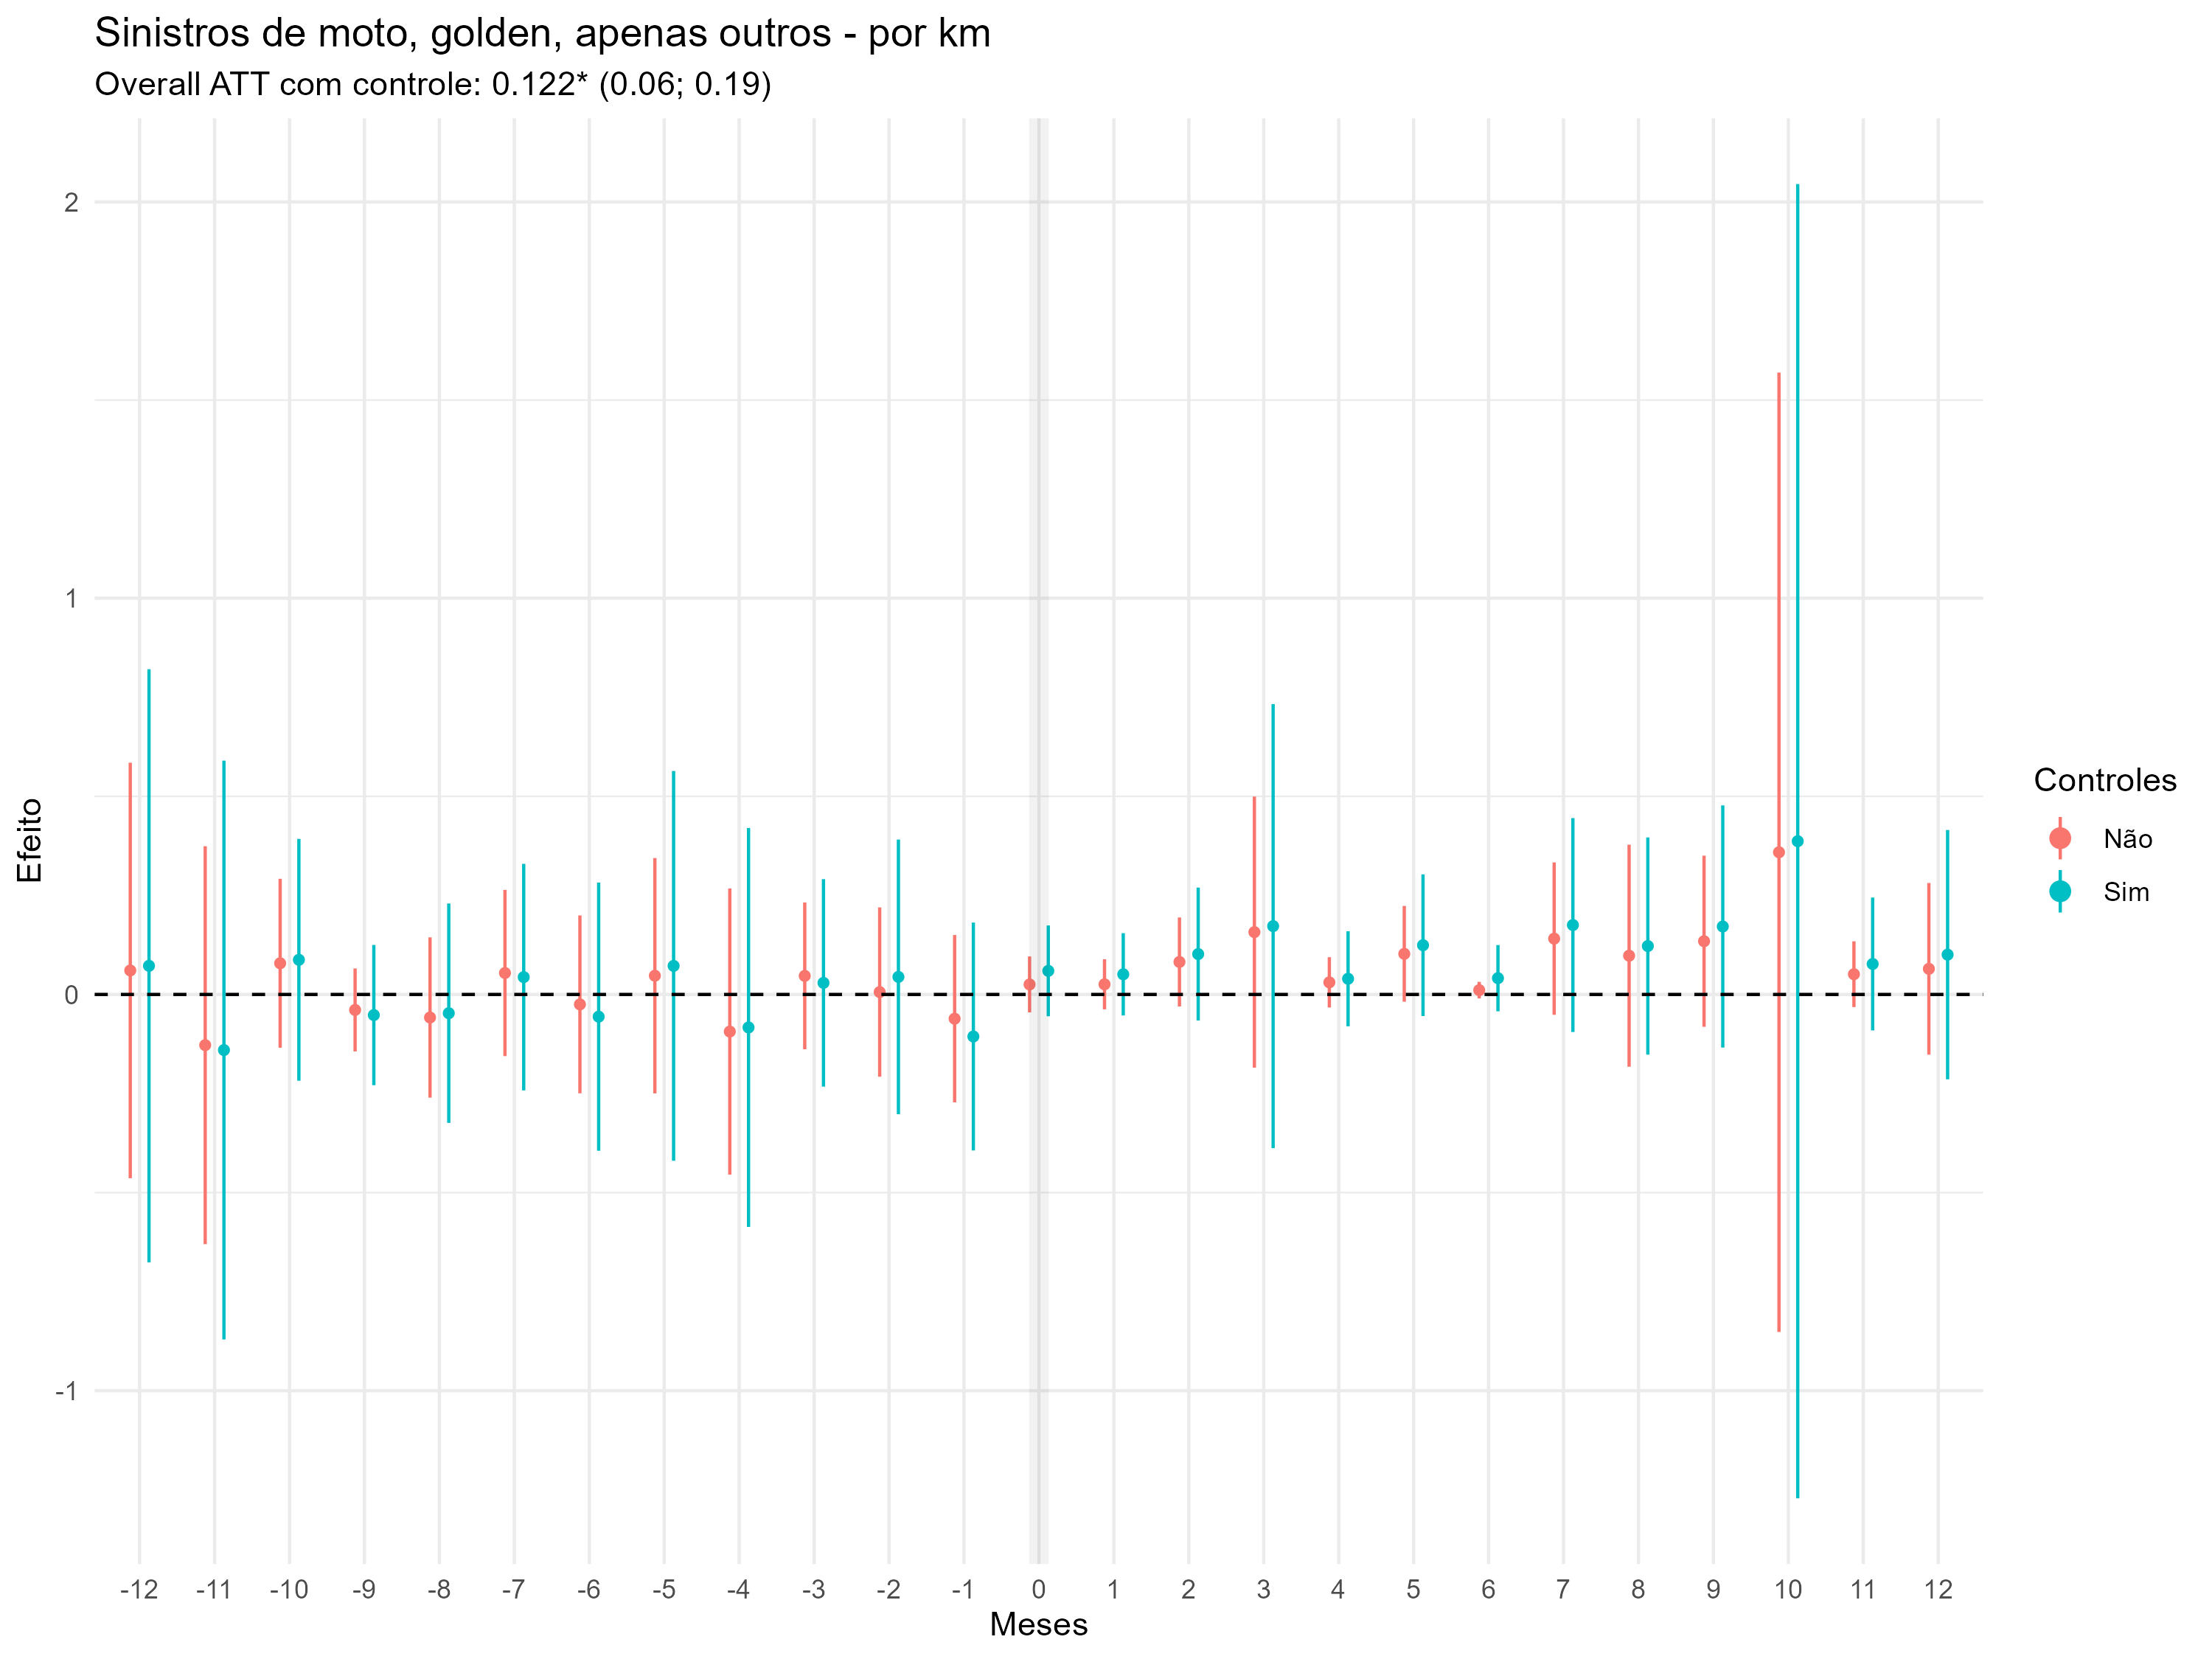 Sinistros de moto, golden, apenas outros - por km
Overall ATT com controle: 0.122* (0.06; 0.19)
2
1
0
-1
Efeito
-12 -11 -10 -9 -8 -7 -6 -5 -4 -3 -2 -1 0 1 2 3 4 5 6 7 8 9 10 11 12
Meses
Controles
Não
Sim